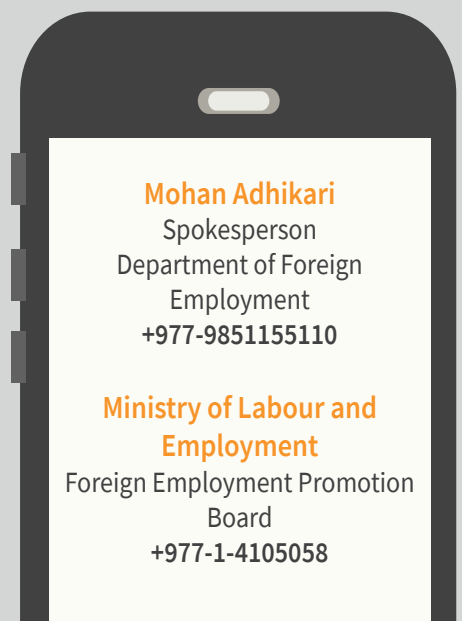 Mohan Adhikari
Spokesperson
Department of Foreign
Employment
+977-9851155110
Ministry of Labour and
Employment
Foreign Employment Promotion
Board
+977-1-4105058